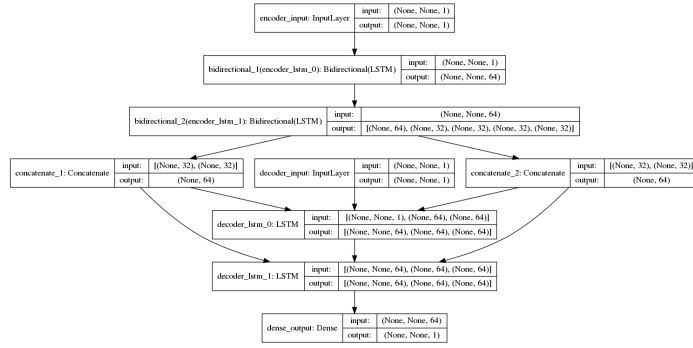 encoder_input: InputLayer
input: (None, None, 1)
output: (None, None, 1)
bidirectional_1(encoder_lstm_0): Bidirectional(LSTM)
input: (None, None, 1)
output: (None, None, 64)
bidirectional_2(encoder_lstm_1): Bidirectional(LSTM)
input: (None, None, 64)
output: [(None, 64), (None, 32), (None, 32), (None, 32), (None, 32)]
concatenate_1: Concatenate
input: [(None, 32), (None, 32)]
output: (None, 64)
decoder_input: InputLayer
input: (None, None, 1)
output: (None, None, 1)
concatenate_2: Concatenate
input: [(None, 32), (None, 32)]
output: (None, 64)
decoder_lstm_0: LSTM
input: [(None, None, 1), (None, 64), (None, 64)]
output: [(None, None, 64), (None, 64), (None, 64)]
decoder_lstm_1: LSTM
input: [(None, None, 64), (None, 64), (None, 64)]
output: [(None, None, 64), (None, 64), (None, 64)]
dense_output: Dense
input: (None, None, 64)
output: (None, None, 1)